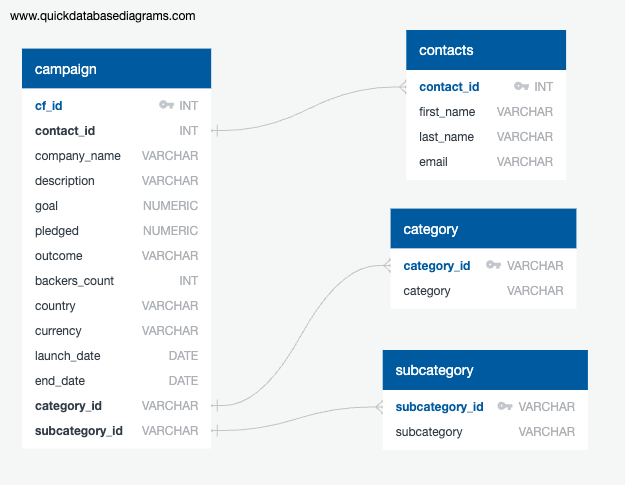 www.quickdatabasediagrams.com
campaign
cf_id INT
contact_id INT
company_name VARCHAR
description VARCHAR
goal NUMERIC
pledged NUMERIC
outcome VARCHAR
backers_count INT
country VARCHAR
currency VARCHAR
launch_date DATE
end_date DATE
category_id VARCHAR
subcategory_id VARCHAR
contacts
contact_id INT
first_name VARCHAR
last_name VARCHAR
email VARCHAR
category
category_id VARCHAR
category VARCHAR
subcategory
subcategory_id VARCHAR
subcategory VARCHAR